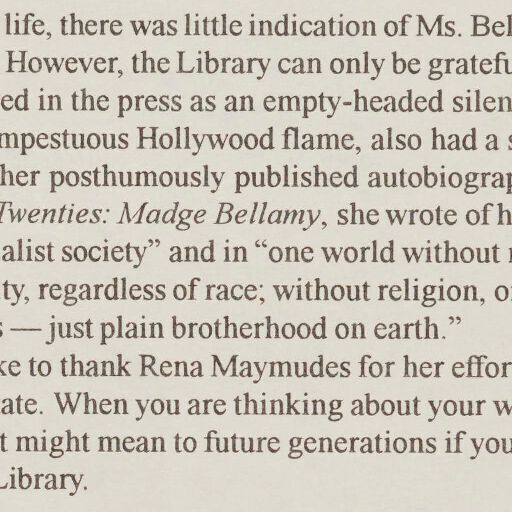 life, there was little indication of Ms. Bel
However, the Library can only be gratefu
ed in the press as an empty-headed silen
mpestuous Hollywood flame, also had a s
her posthumously published autobiograp
Twenties: Madge Bellamy, she wrote of h
alist society” and in “one world without
ty, regardless of race; without religion, o
s — just plain brotherhood on earth.”
ke to thank Rena Maymudes for her effor
ate. When you are thinking about your w
t might mean to future generations if you
Library.